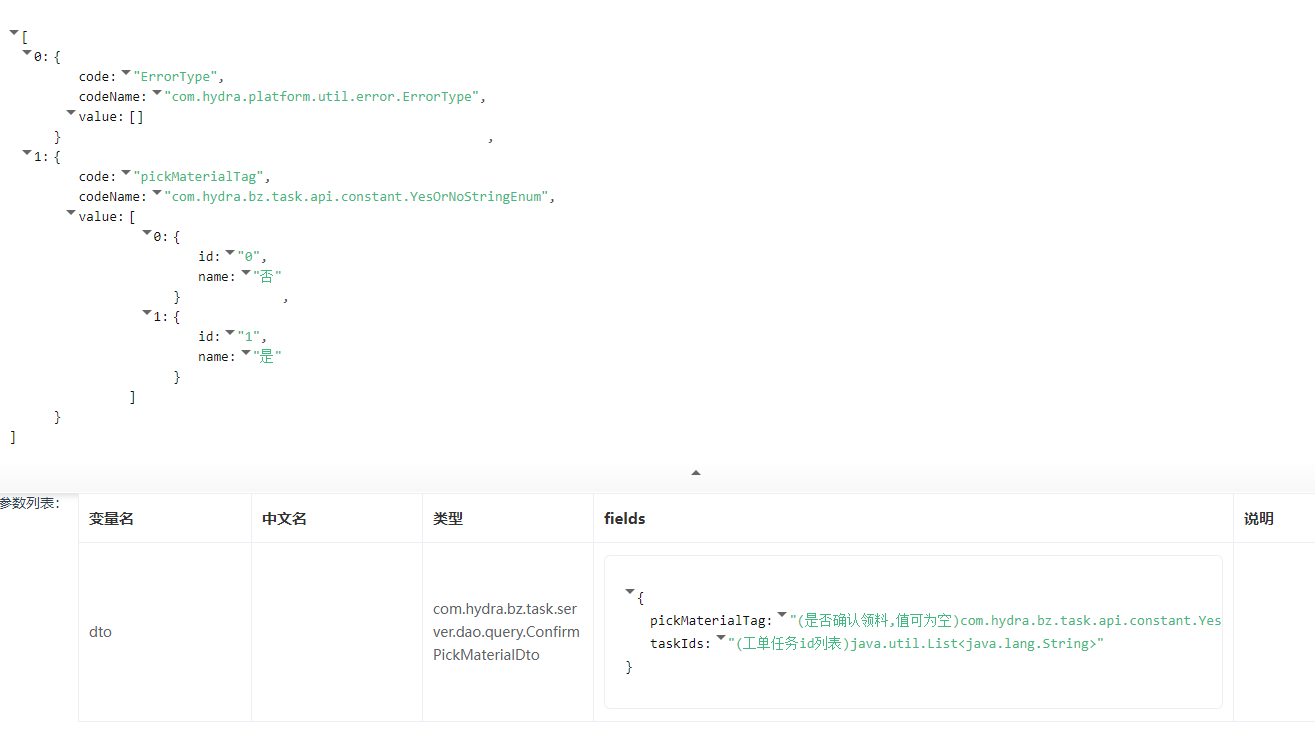 [
0: {
code: "ErrorType",
codeName: "com.hydra.platform.util.error.ErrorType",
value: []
} ,
1: {
code: "pickMaterialTag",
codeName: "com.hydra.bz.task.api.constant.YesOrNoStringEnum",
value: [
0: {
id: "0",
name: "否"
} ,
1: {
id: "1",
name: "是"
}
]
}
]
参数列表:
变量名 中文名 类型 fields 说明
dto
com.hydra.bz.task.ser
ver.dao.query.Confirm
PickMaterialDto
{
pickMaterialTag: "(是否确认领料,值可为空)com.hydra.bz.task.api.constant.Yes
taskIds: "(工单任务id列表)java.util.List<java.lang.String>"
}